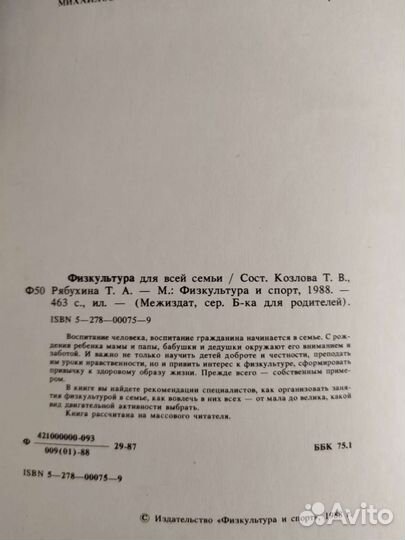 Физкультура для всей семьи / Сост. Козлова Т. В.,
Ф50 Рябухина Т. А. — М.: Физкультура и спорт, 1988. —
463 с., ил. — (Межиздат, сер. Б-ка для родителей).
ISBN 5—278—00075—9
Воспитание человека, воспитание гражданина начинается в семье. С рож-
дения ребенка мамы и папы, бабушки и дедушки окружают его вниманием и
заботой. И важно не только научить детей доброте и честности, преподать
им уроки нравственности, но и привить интерес к физкультуре, сформировать
привычку к здоровому образу жизни. Прежде всего — собственным приме-
ром.
В книге вы найдете рекомендации специалистов, как организовать заня-
тия физкультурой в семье, как вовлечь в них всех — от мала до велика, какой
вид двигательной активности выбрать.
Книга рассчитана на массового читателя.
Ф 421000000-093 29-87 ББК 75.1
009(01)-88
ISBN 5—278—00075—9
© Издательство «Физкультура и спорт», 1988 г.
Avito